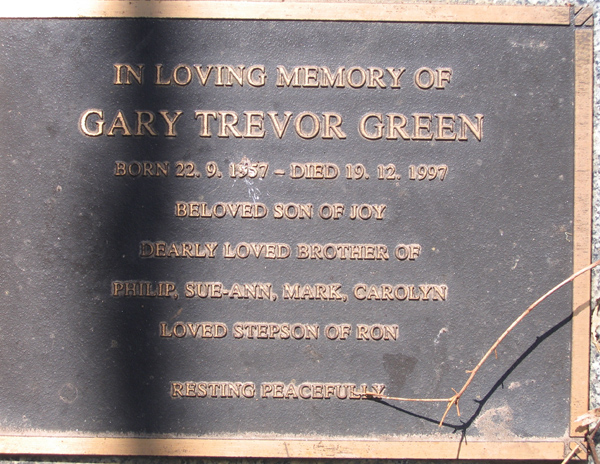 IN LOVING MEMORY OF
GARY TREVOR GREEN
BORN 22. 9. 1957 – DIED 19. 12. 1997
BELOVED SON OF JOY
DEARLY LOVED BROTHER OF
PHILIP, SUE-ANN, MARK, CAROLYN
LOVED STEPSON OF RON
RESTING PEACEFULLY